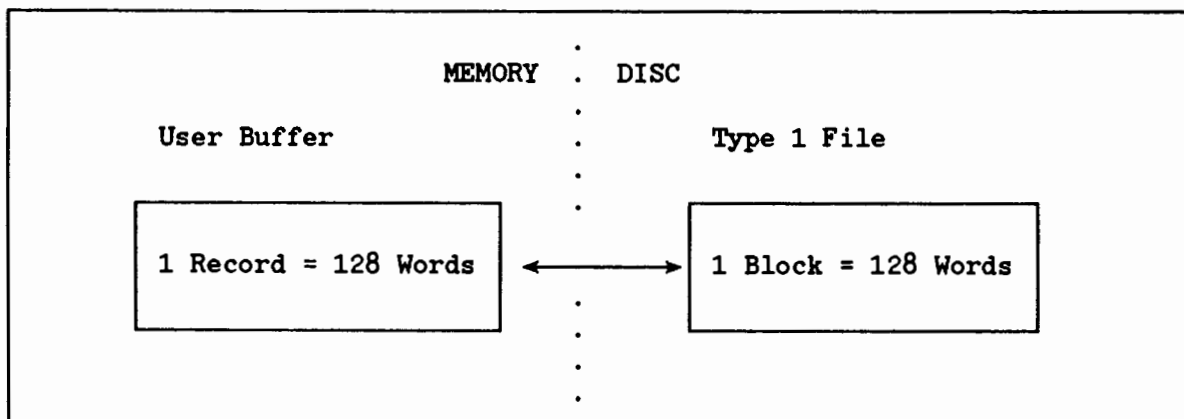 MEMORY . DISC
User Buffer Type 1 File
1 Record = 128 Words 1 Block = 128 Words